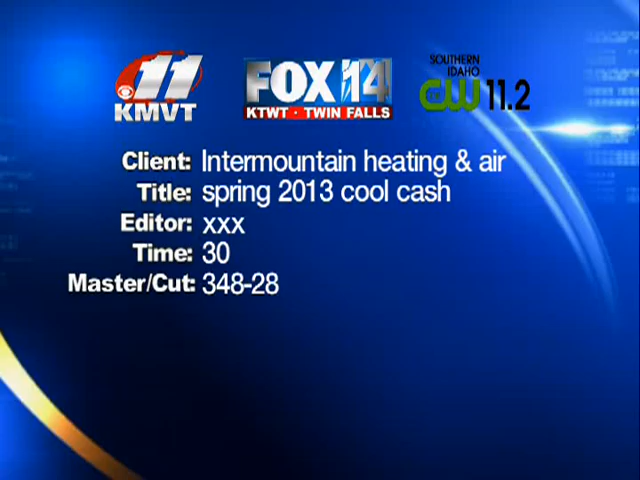 11
KMVT
FOX 14
KTWT · TWIN FALLS
SOUTHERN
IDAHO
CW 11.2
Client: Intermountain heating & air
Title: spring 2013 cool cash
Editor: xxx
Time: 30
Master/Cut: 348-28